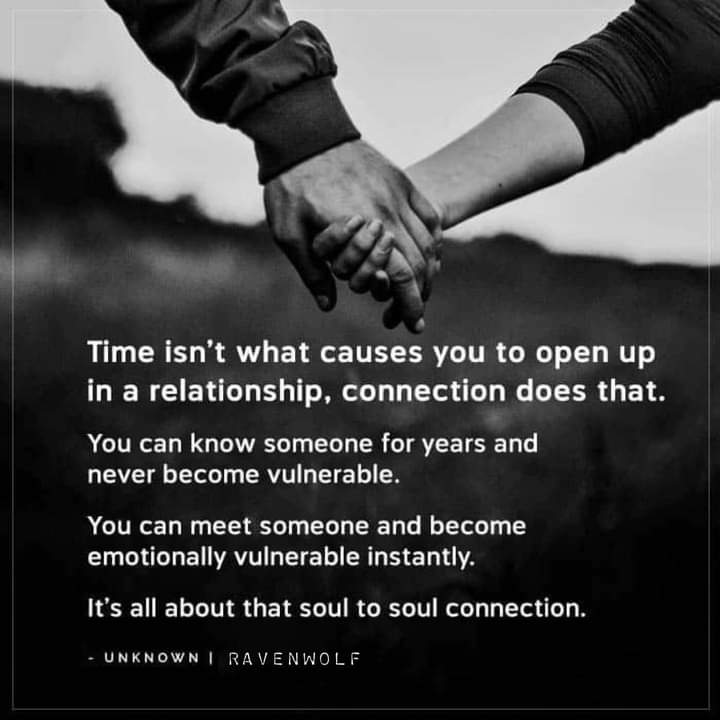 Time isn't what causes you to open up
in a relationship, connection does that.
You can know someone for years and
never become vulnerable.
You can meet someone and become
emotionally vulnerable instantly.
It's all about that soul to soul connection.
- UNKNOWN | RAVENWOLF